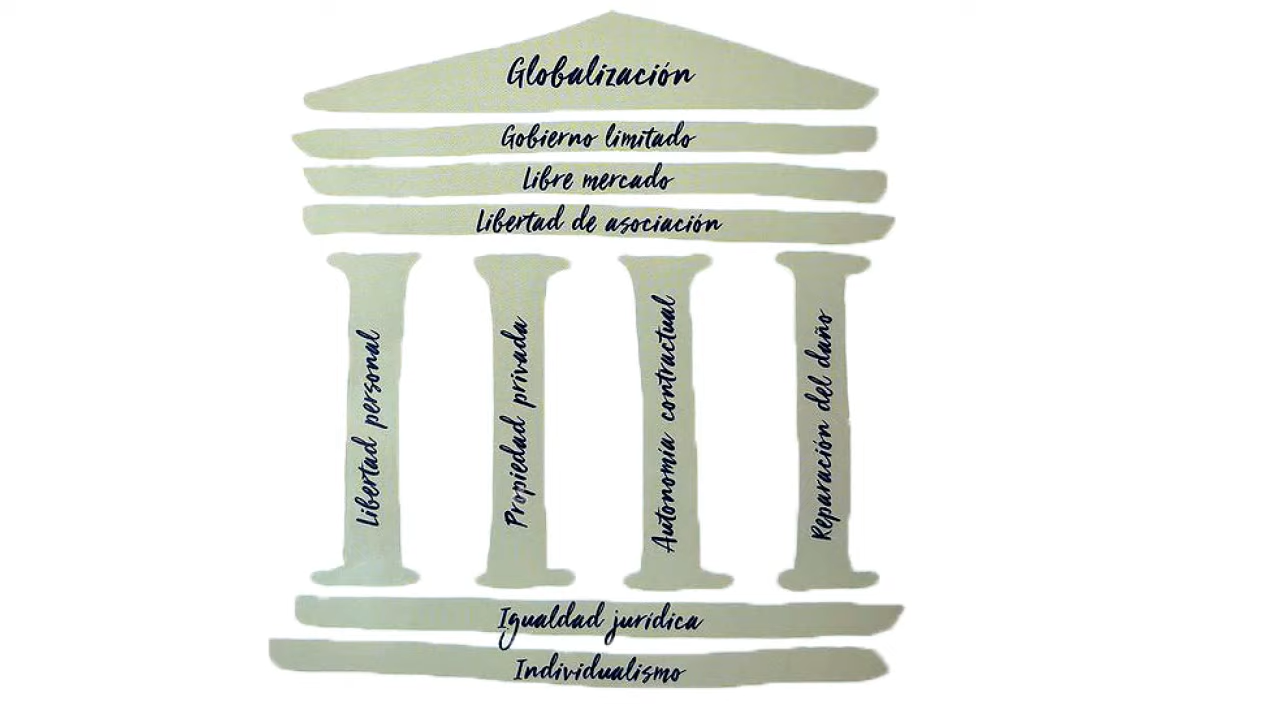 Globalización
Gobierno limitado
Libre mercado
Libertad de asociación
Libertad personal
Propiedad privada
Autonomía contractual
Reparación del daño
Igualdad jurídica
Individualismo